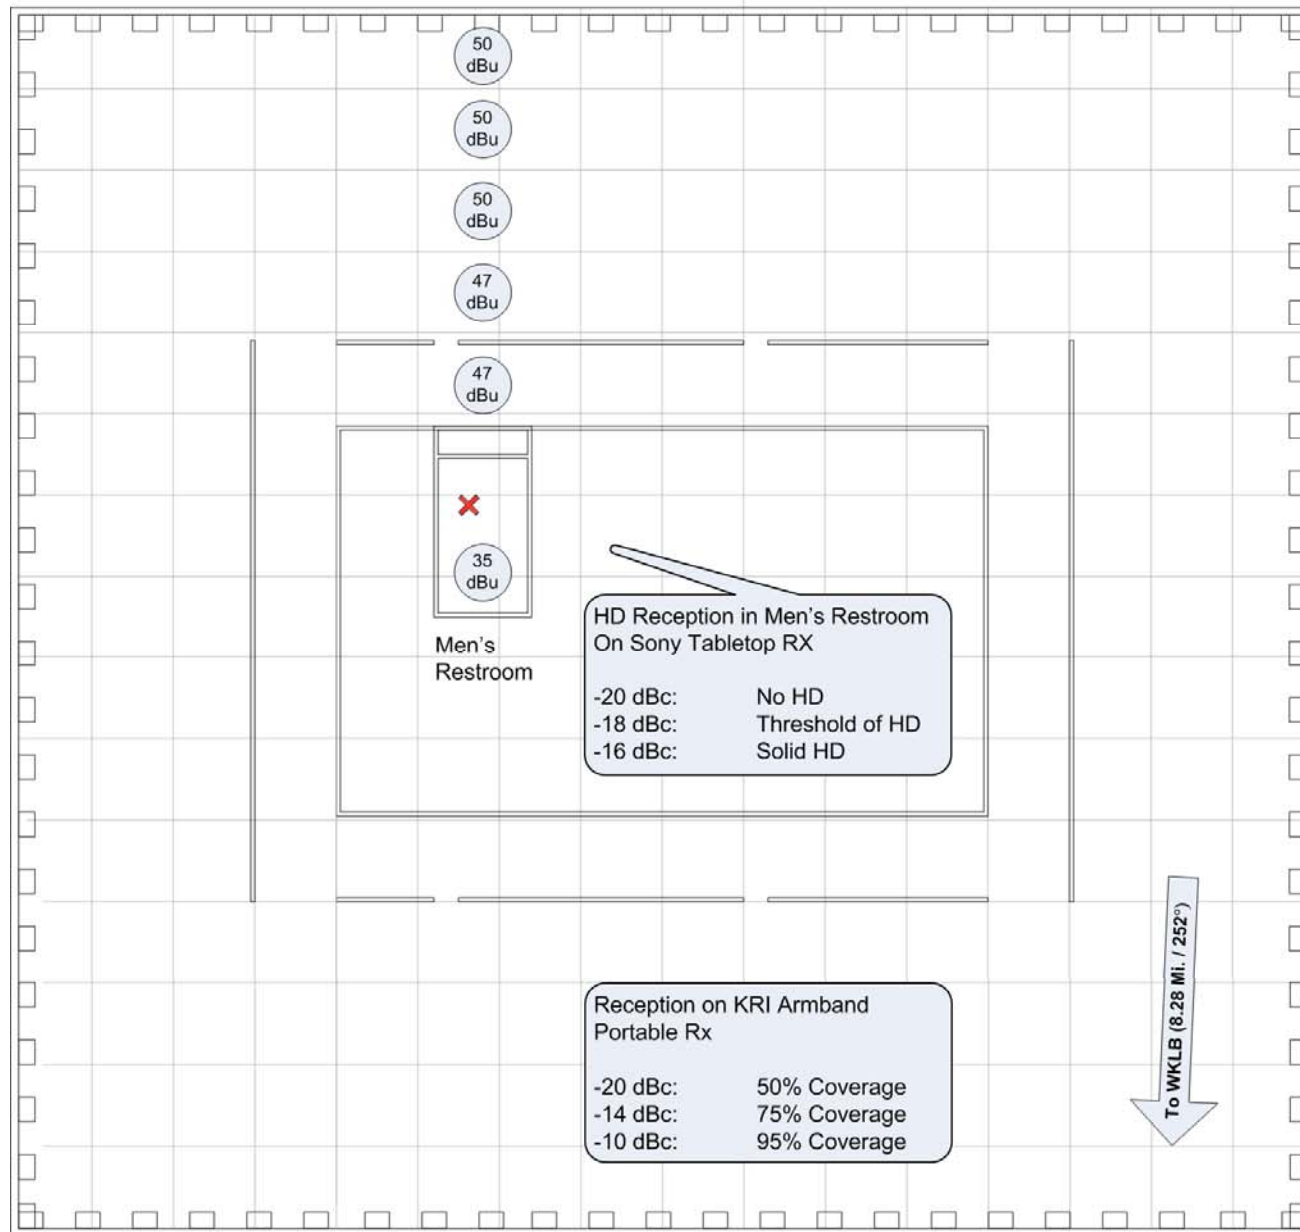 50
dBu
50
dBu
50
dBu
47
dBu
47
dBu
35
dBu
Men's
Restroom
HD Reception in Men's Restroom
On Sony Tabletop RX
-20 dBc: No HD
-18 dBc: Threshold of HD
-16 dBc: Solid HD
To WKLB (8.28 Mi. / 252°)
Reception on KRI Armband
Portable Rx
-20 dBc: 50% Coverage
-14 dBc: 75% Coverage
-10 dBc: 95% Coverage